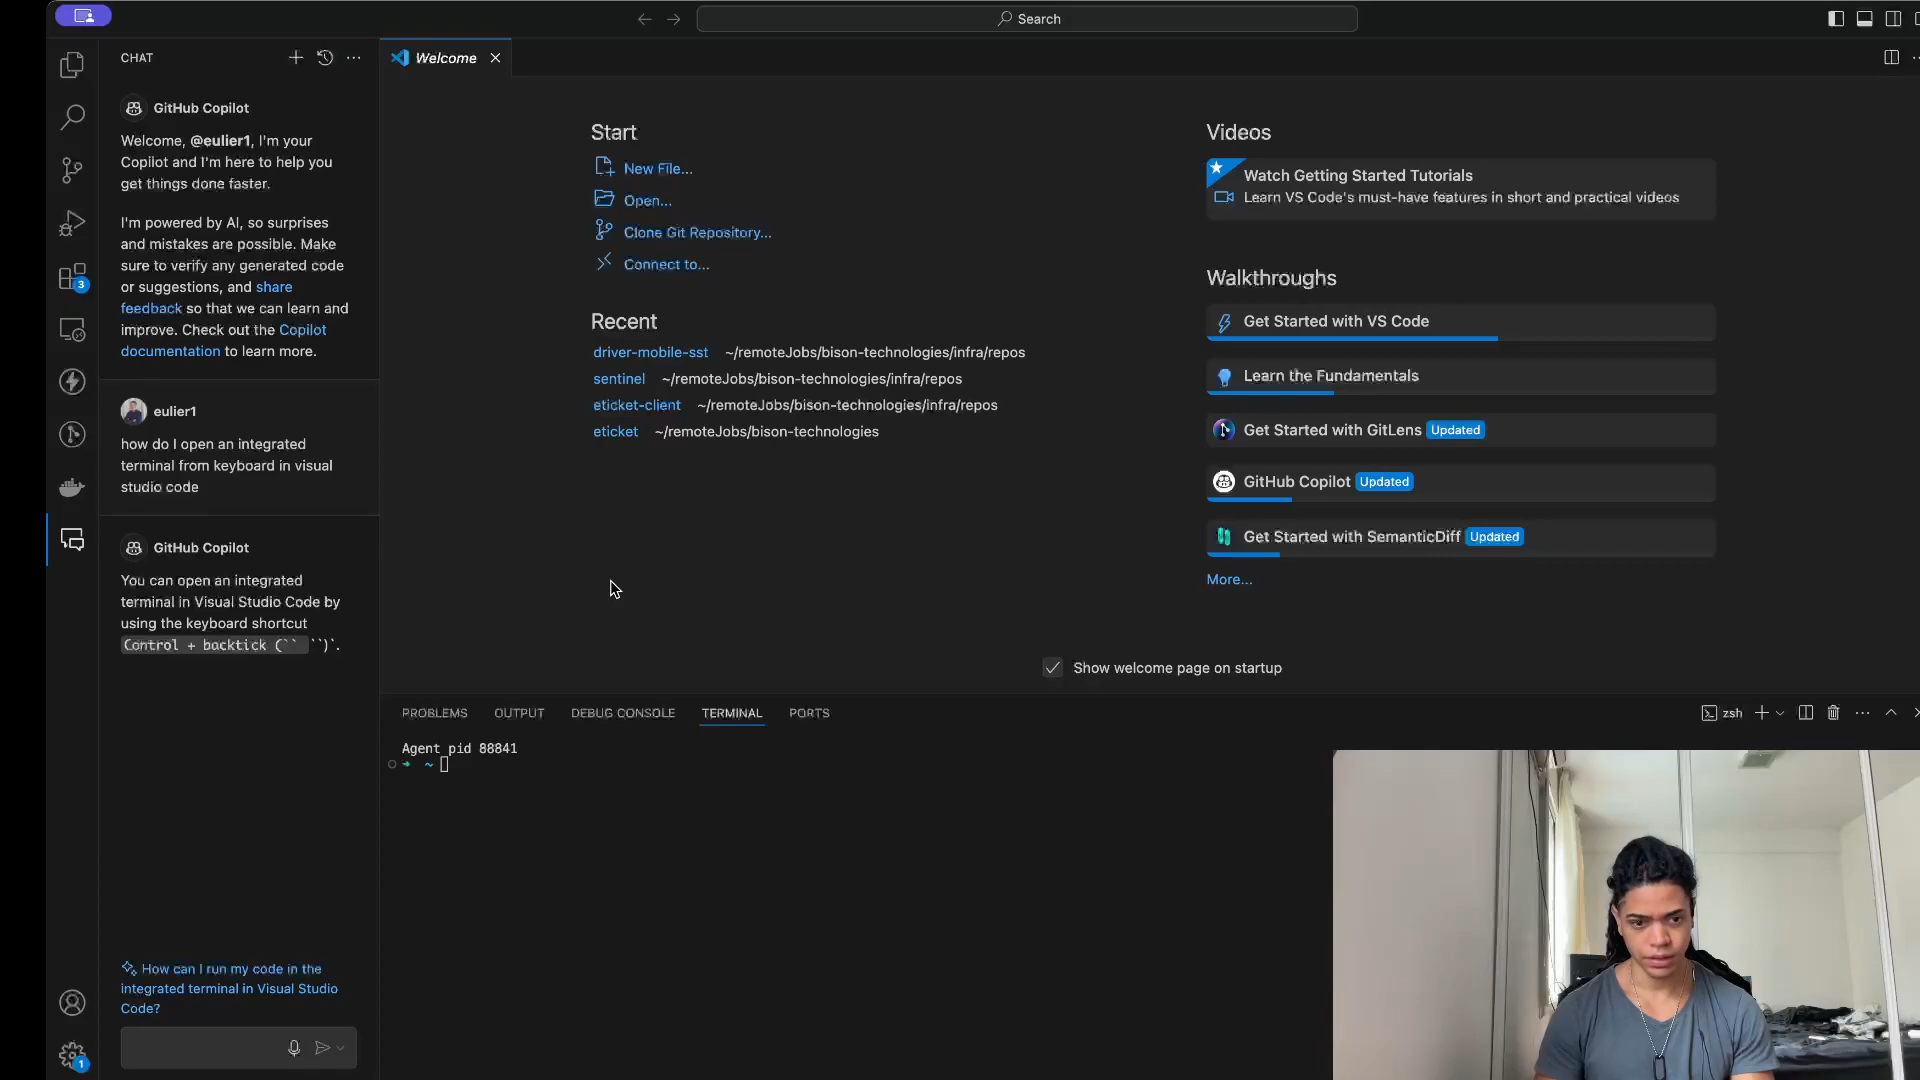 Search
CHAT
Welcome
GitHub Copilot
Welcome, @eulier1, I'm your
Copilot and I'm here to help you
get things done faster.
I'm powered by AI, so surprises
and mistakes are possible. Make
sure to verify any generated code
or suggestions, and share
feedback so that we can learn and
improve. Check out the Copilot
documentation to learn more.
eulier1
how do I open an integrated
terminal from keyboard in visual
studio code
GitHub Copilot
You can open an integrated
terminal in Visual Studio Code by
using the keyboard shortcut
Control + backtick (`` ``)`.
How can I run my code in the
integrated terminal in Visual Studio
Code?
3
1
Start
New File...
Open...
Clone Git Repository...
Connect to...
Recent
driver-mobile-sst ~/remoteJobs/bison-technologies/infra/repos
sentinel ~/remoteJobs/bison-technologies/infra/repos
eticket-client ~/remoteJobs/bison-technologies/infra/repos
eticket ~/remoteJobs/bison-technologies
Videos
Watch Getting Started Tutorials
Learn VS Code's must-have features in short and practical videos
Walkthroughs
Get Started with VS Code
Learn the Fundamentals
Get Started with GitLens Updated
GitHub Copilot Updated
Get Started with SemanticDiff Updated
More...
Show welcome page on startup
PROBLEMS OUTPUT DEBUG CONSOLE TERMINAL PORTS
zsh
Agent pid 88841
➜ ~